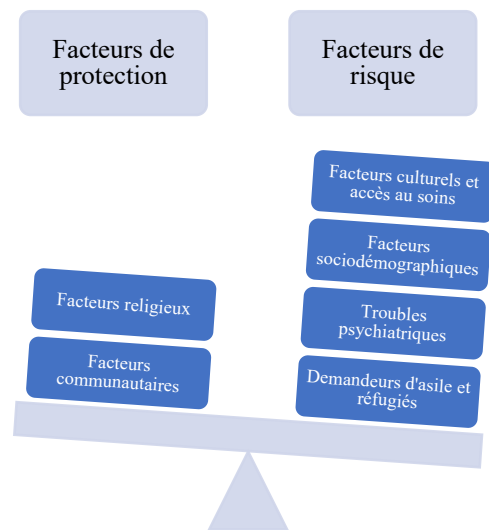 Facteurs de
protection
Facteurs de
risque
Facteurs culturels et
accès au soins
Facteurs
sociodémographiques
Troubles
psychiatriques
Demandeurs d'asile et
réfugiés
Facteurs religieux
Facteurs
communautaires